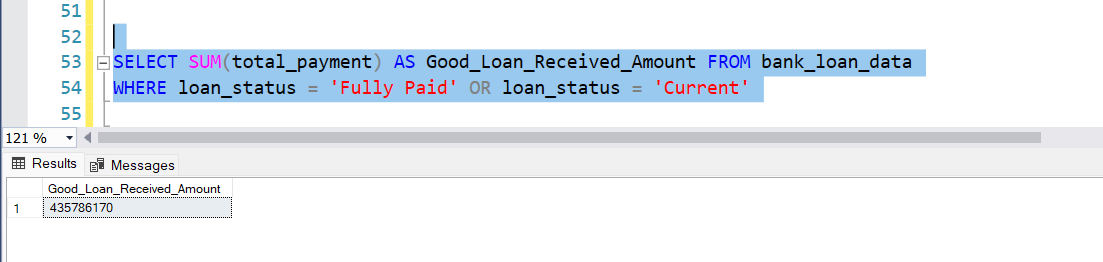 51
52
53 SELECT SUM(total_payment) AS Good_Loan_Received_Amount FROM bank_loan_data
54 WHERE loan_status = 'Fully Paid' OR loan_status = 'Current'
55
121 %
Results Messages
Good_Loan_Received_Amount
1 435786170